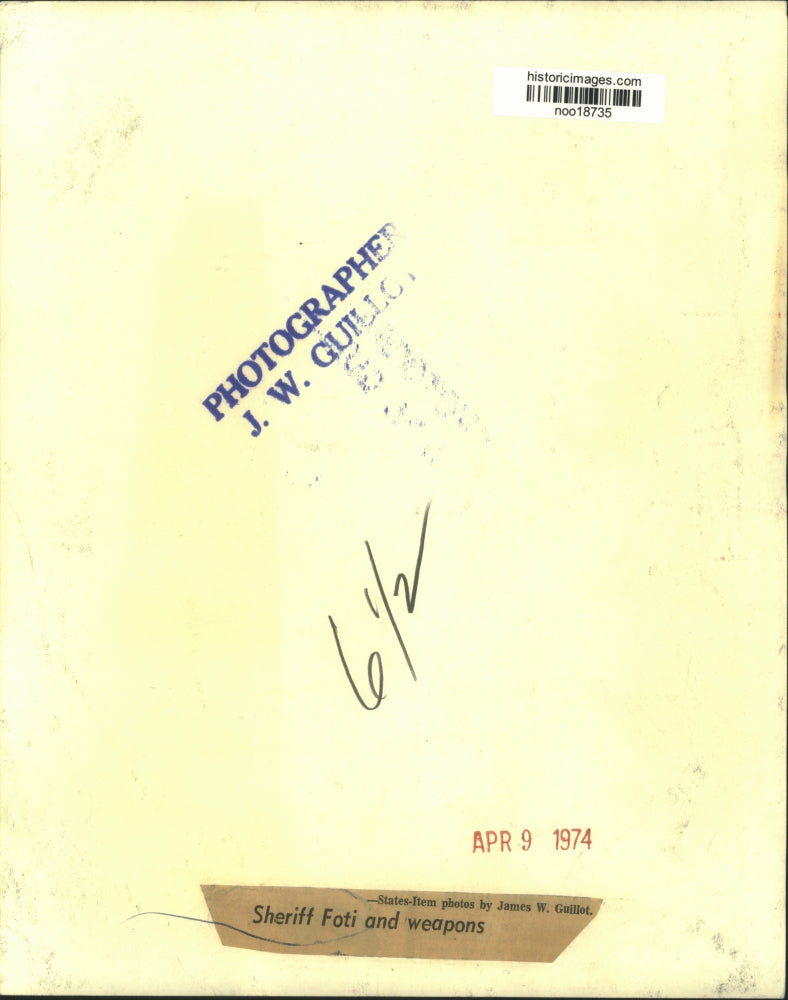 historicimages.com
noo18735
PHOTOGRAPHER
J. W. GUILLOT
6 1/2
APR 9 1974
—States-Item photos by James W. Guillot.
Sheriff Foti and weapons